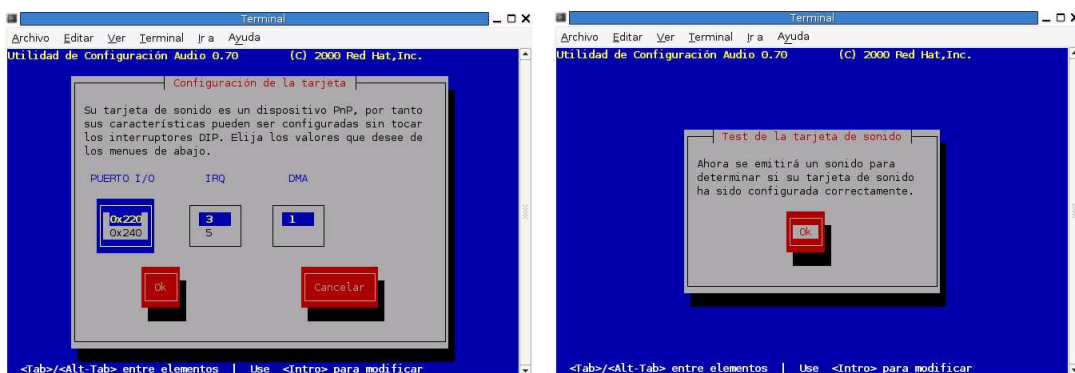 Terminal
Archivo Editar Ver Terminal Ir a Ayuda
Utilidad de Configuración Audio 0.70 (C) 2000 Red Hat,Inc.
Configuración de la tarjeta
Su tarjeta de sonido es un dispositivo PnP, por tanto
sus características pueden ser configuradas sin tocar
los interruptores DIP. Elija los valores que desee de
los menues de abajo.
PUERTO I/O IRQ DMA
0x220 3 1
0x240 5
Ok Cancelar
<Tab>/<Alt-Tab> entre elementos | Use <Intro> para modificar
Terminal
Archivo Editar Ver Terminal Ir a Ayuda
Utilidad de Configuración Audio 0.70 (C) 2000 Red Hat,Inc.
Test de la tarjeta de sonido
Ahora se emitirá un sonido para
determinar si su tarjeta de sonido
ha sido configurada correctamente.
Ok
<Tab>/<Alt-Tab> entre elementos | Use <Intro> para modificar